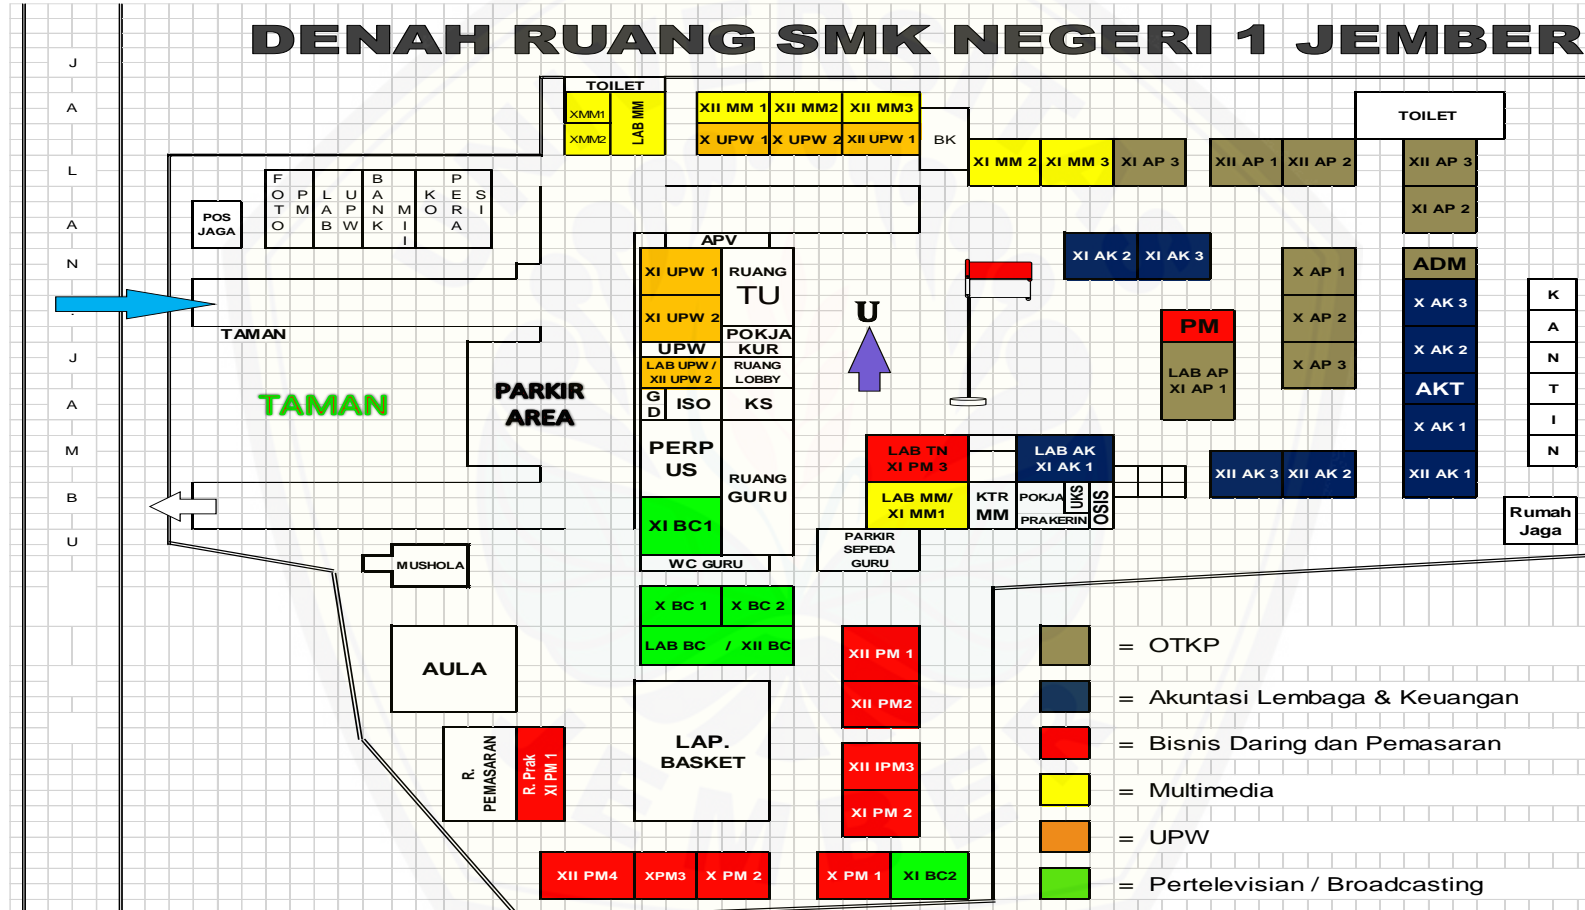 DENAH RUANG SMK NEGERI 1 JEMBER
JALAN JAMBU
TOILET
XMM1
XMM2
LAB MM
XII MM 1
XII MM2
XII MM3
X UPW 1
X UPW 2
XII UPW 1
BK
XI MM 2
XI MM 3
XI AP 3
XII AP 1
XII AP 2
TOILET
XII AP 3
XI AP 2
POS
JAGA
FOTO PM
LAB UPW
BANK MI
KOPERASI
APV
XI UPW 1
RUANG
TU
XI UPW 2
POKJA
KUR
UPW
LAB UPW /
XII UPW 2
RUANG
LOBBY
GD
ISO
KS
PERP
US
RUANG
GURU
XI BC1
WC GURU
U
XI AK 2
XI AK 3
X AP 1
X AP 2
X AP 3
ADM
X AK 3
X AK 2
AKT
X AK 1
XII AK 1
KANTIN
PM
LAB AP
XI AP 1
TAMAN
TAMAN
PARKIR
AREA
LAB TN
XI PM 3
LAB AK
XI AK 1
LAB MM/
XI MM1
KTR
MM
POKJA
PRAKERIN
UKS
OSIS
XII AK 3
XII AK 2
Rumah
Jaga
PARKIR
SEPEDA
GURU
MUSHOLA
X BC 1
X BC 2
LAB BC / XII BC
AULA
XII PM 1
XII PM2
XII IPM3
XI PM 2
R.
PEMASARAN
R. Prak
XI PM 1
LAP.
BASKET
XII PM4
XPM3
X PM 2
X PM 1
XI BC2
= OTKP
= Akuntasi Lembaga & Keuangan
= Bisnis Daring dan Pemasaran
= Multimedia
= UPW
= Pertelevisian / Broadcasting